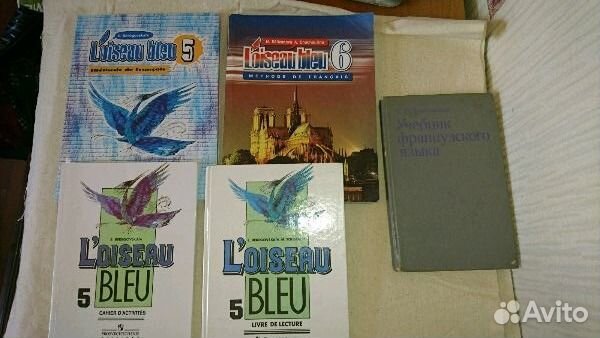 L'oiseau bleu 5
Méthode de français
L'oiseau bleu 6
MÉTHODE DE FRANÇAIS
Учебник
французского
языка
L'OISEAU
5 BLEU
CAHIER D'ACTIVITÉS
L'OISEAU
5 BLEU
LIVRE DE LECTURE
Avito